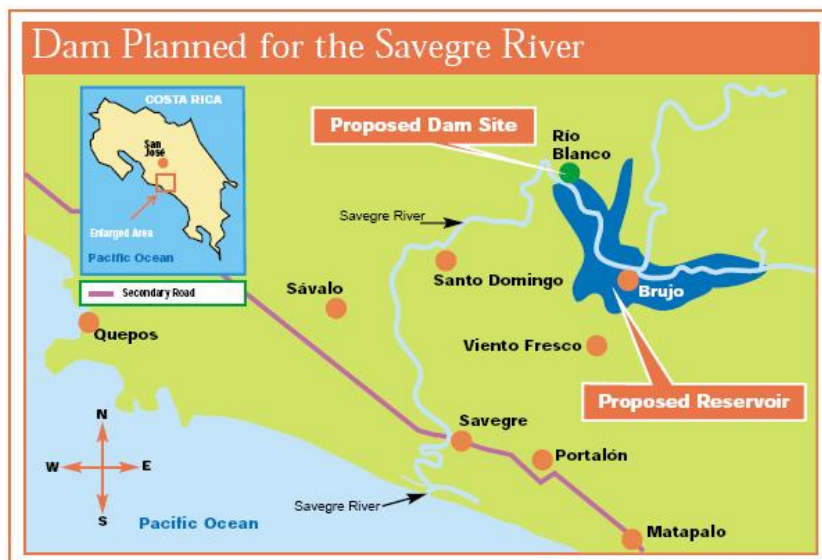 Dam Planned for the Savegre River
COSTA RICA
San
José
Enlarged Area
Pacific Ocean
Secondary Road
Proposed Dam Site
Río
Blanco
Savegre River
Santo Domingo
Brujo
Sávalo
Quepos
Viento Fresco
Proposed Reservoir
Savegre
Portalón
N
W
E
S
Savegre River
Pacific Ocean
Matapalo